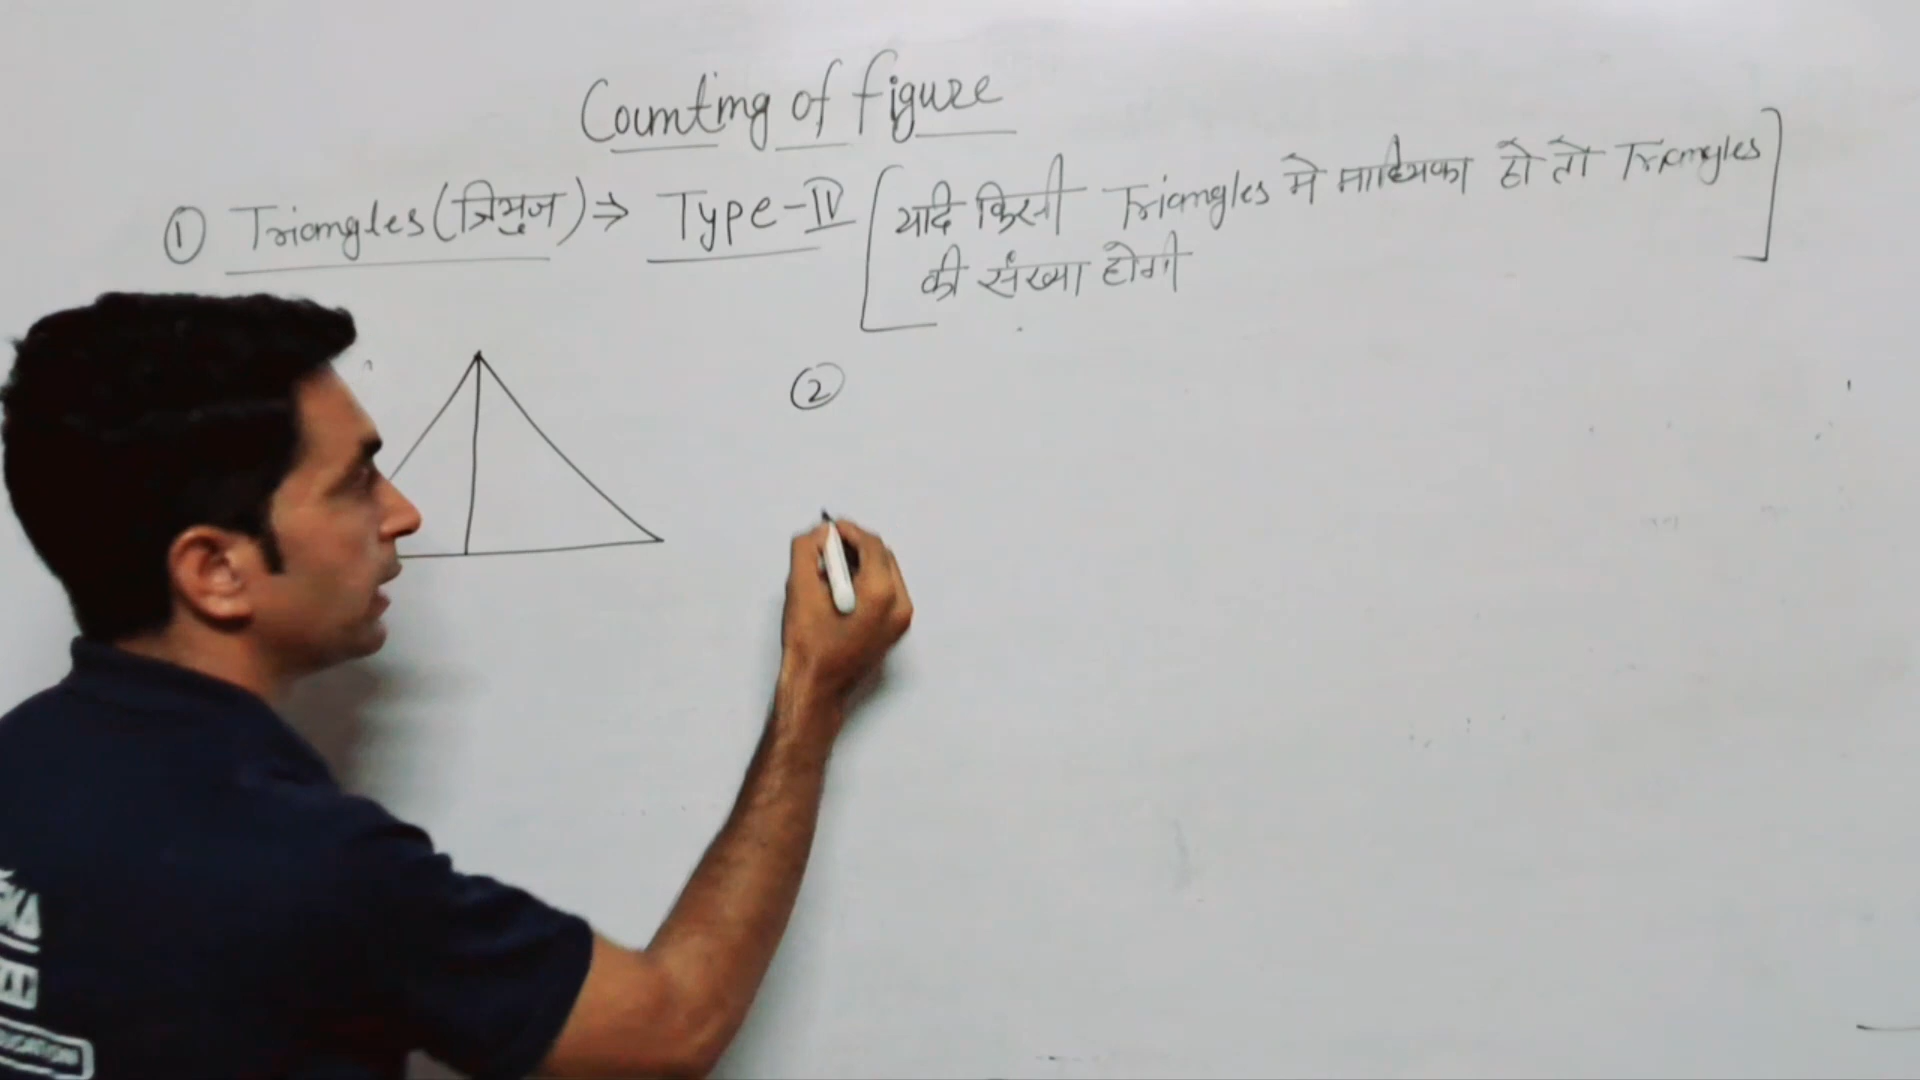 Counting of figure
① Triangles (त्रिभुज) ⇒ Type-IV [यदि किसी Triangles मे माध्यिका हो तो Triangles
की संख्या होगी]
②